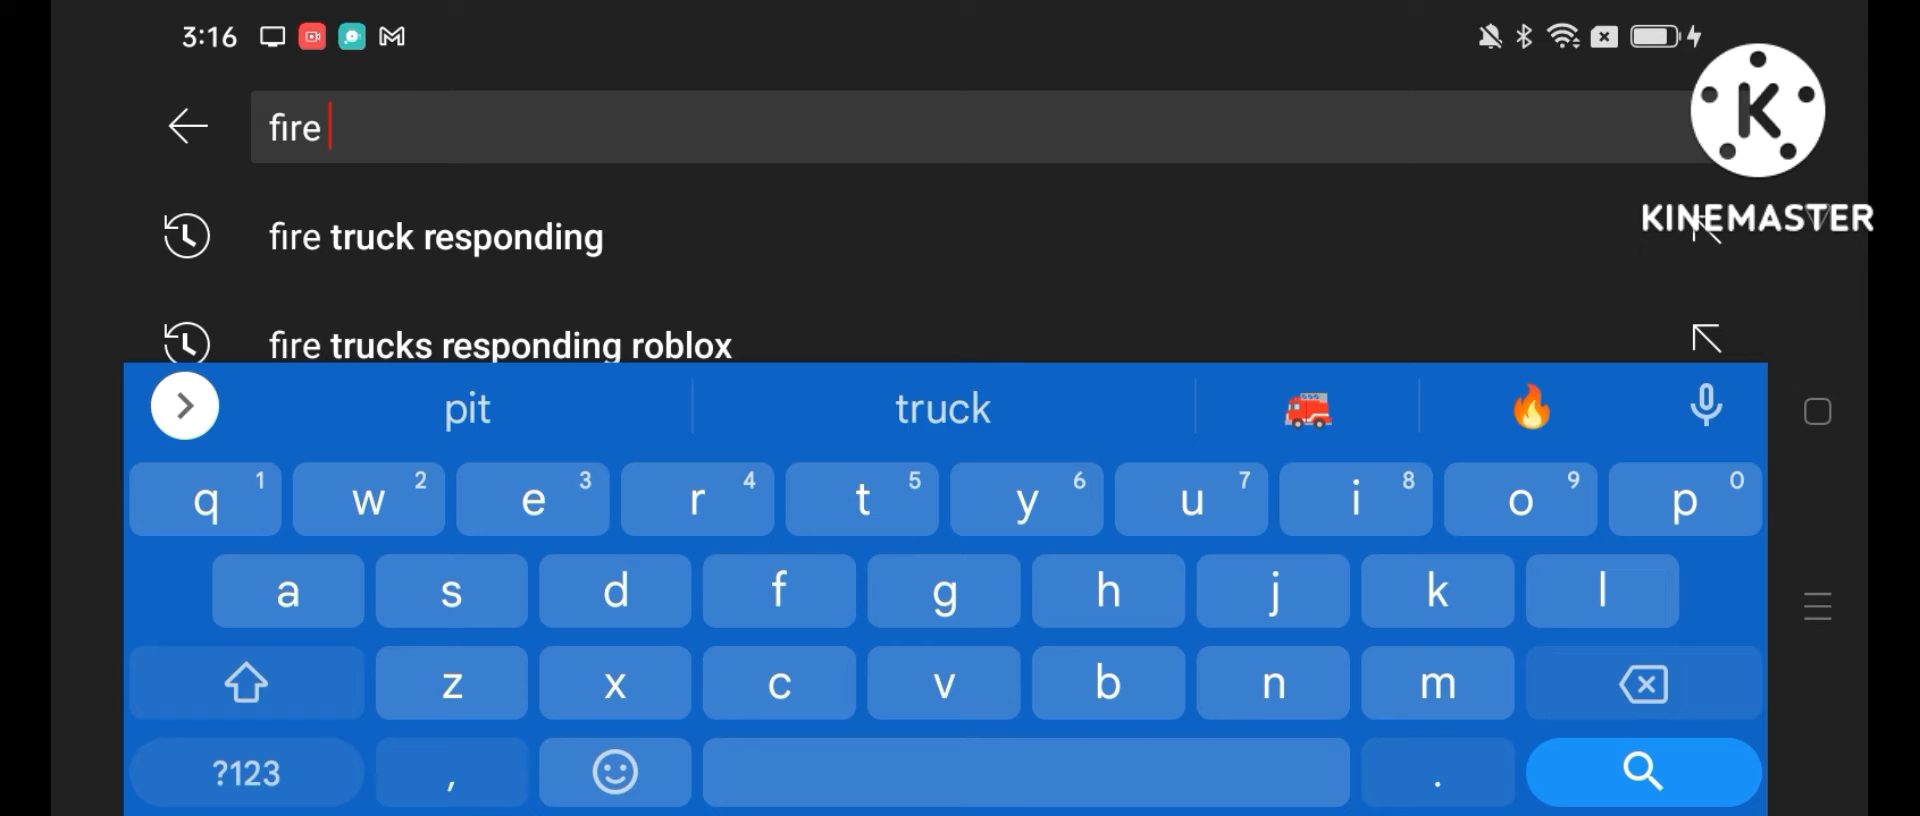 3:16
fire
K
KINEMASTER
fire truck responding
fire trucks responding roblox
pit truck
q 1 w 2 e 3 r 4 t 5 y 6 u 7 i 8 o 9 p 0
a s d f g h j k l
z x c v b n m
?123 , .